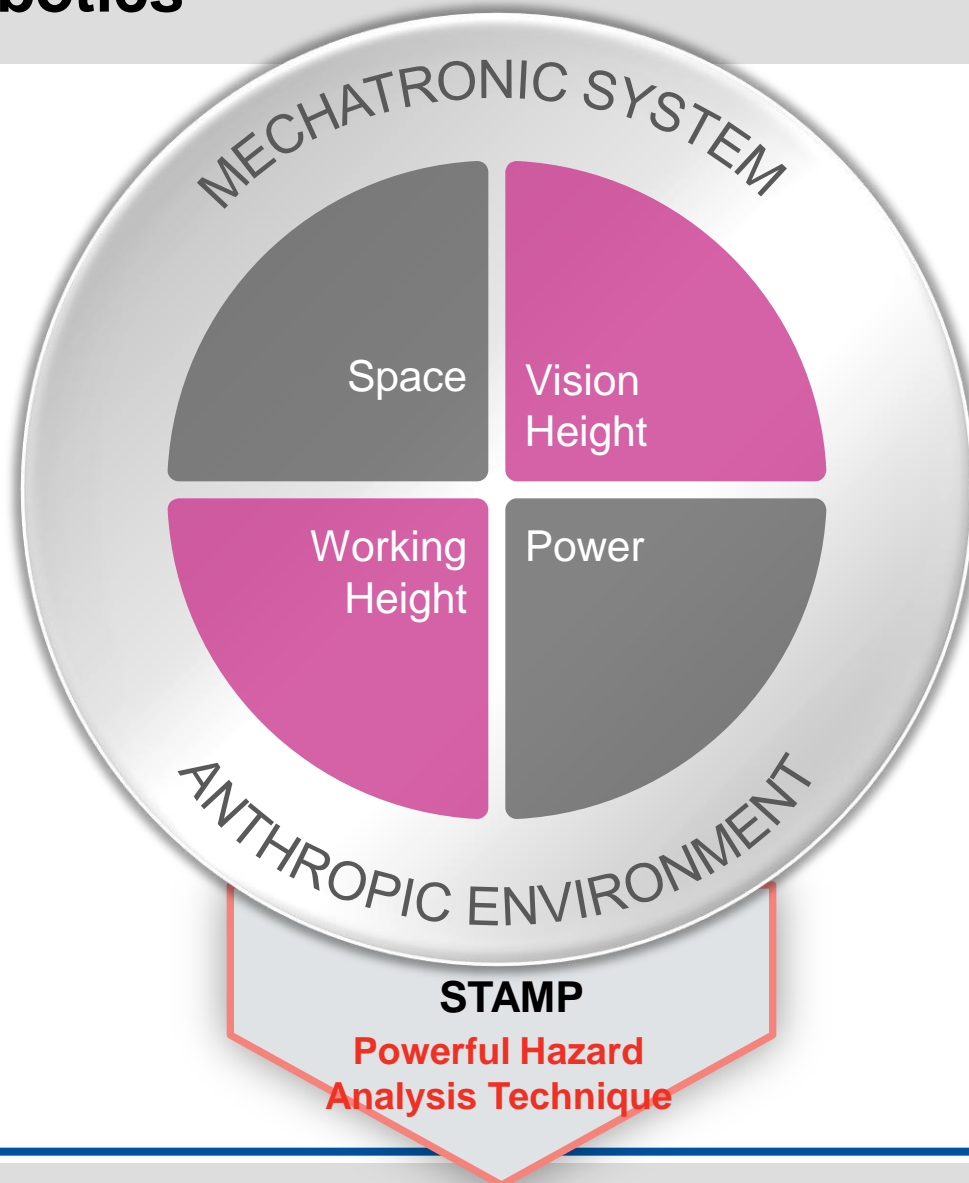 MECHATRONIC SYSTEM
Space
Vision
Height
Working
Height
Power
ANTHROPIC ENVIRONMENT
STAMP
Powerful Hazard
Analysis Technique